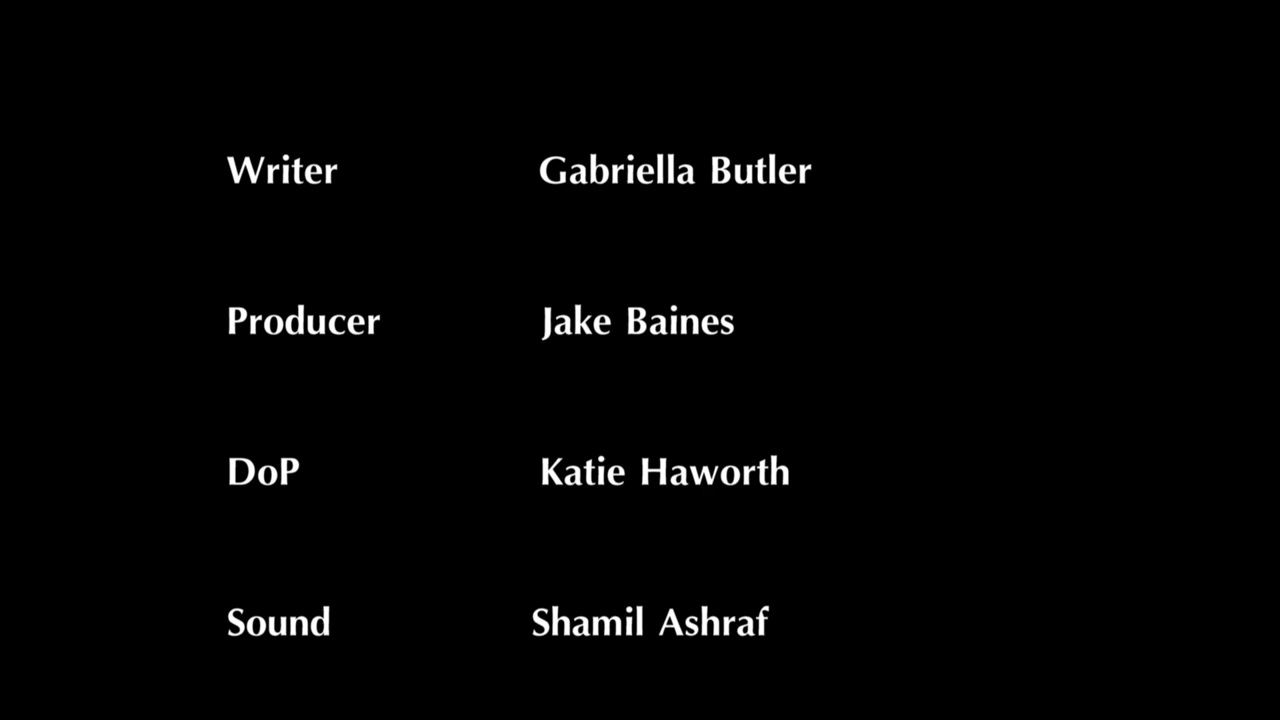 Writer Gabriella Butler
Producer Jake Baines
DoP Katie Haworth
Sound Shamil Ashraf